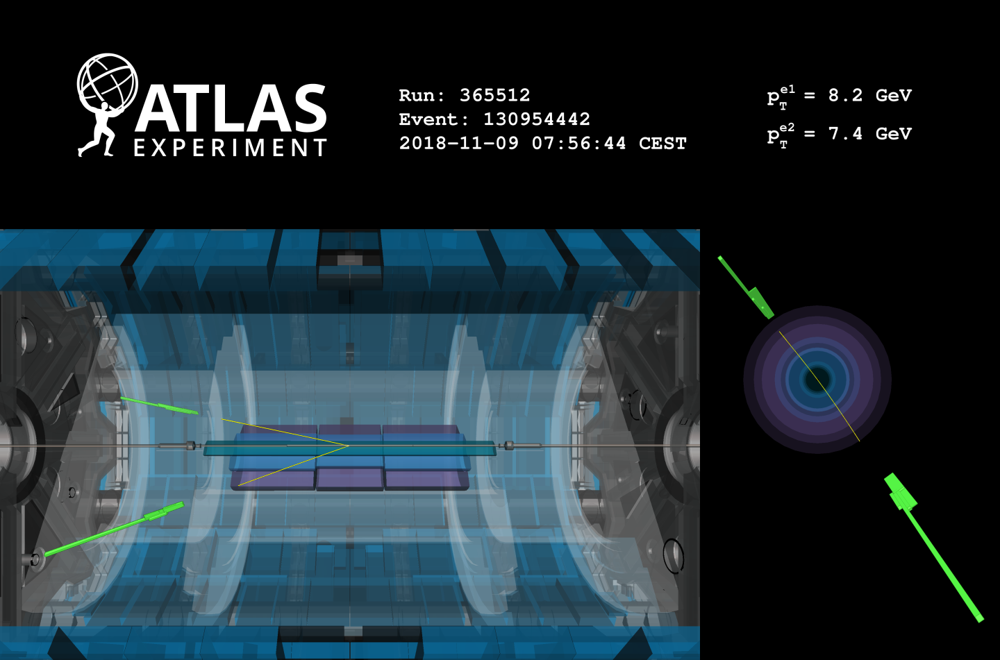 ATLAS
EXPERIMENT
Run: 365512
Event: 130954442
2018-11-09 07:56:44 CEST
p_T^e1 = 8.2 GeV
p_T^e2 = 7.4 GeV